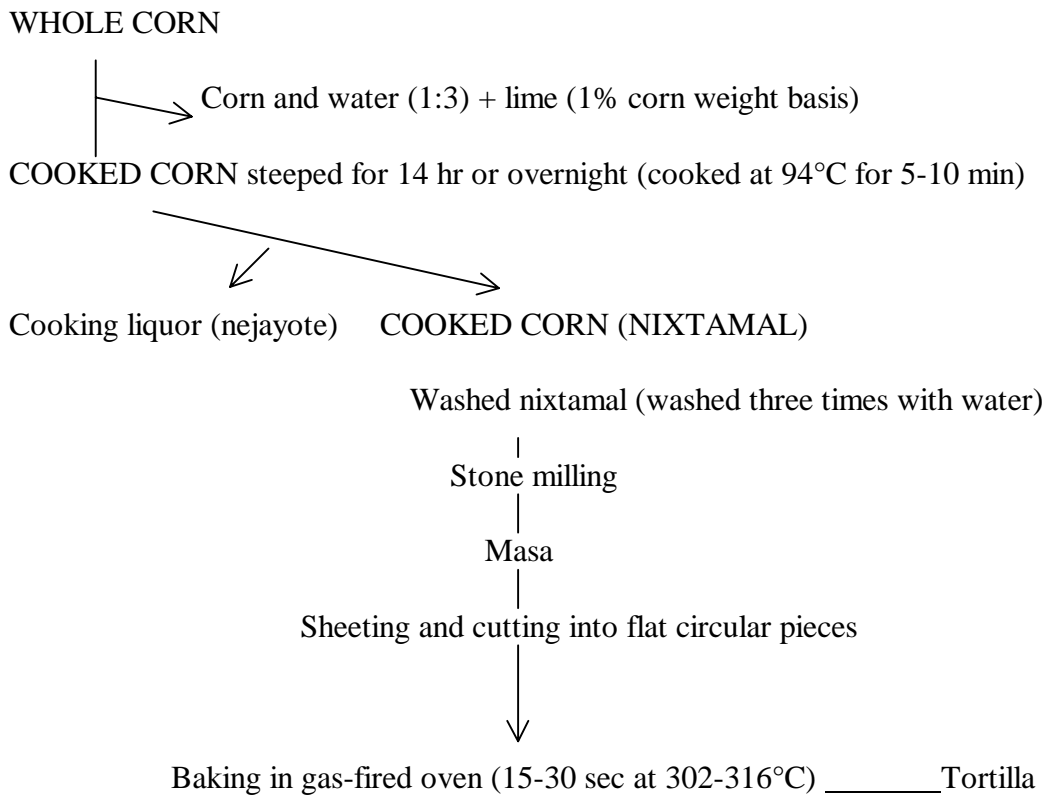 WHOLE CORN
Corn and water (1:3) + lime (1% corn weight basis)
COOKED CORN steeped for 14 hr or overnight (cooked at 94°C for 5-10 min)
Cooking liquor (nejayote) COOKED CORN (NIXTAMAL)
Washed nixtamal (washed three times with water)
Stone milling
Masa
Sheeting and cutting into flat circular pieces
Baking in gas-fired oven (15-30 sec at 302-316°C) _______Tortilla